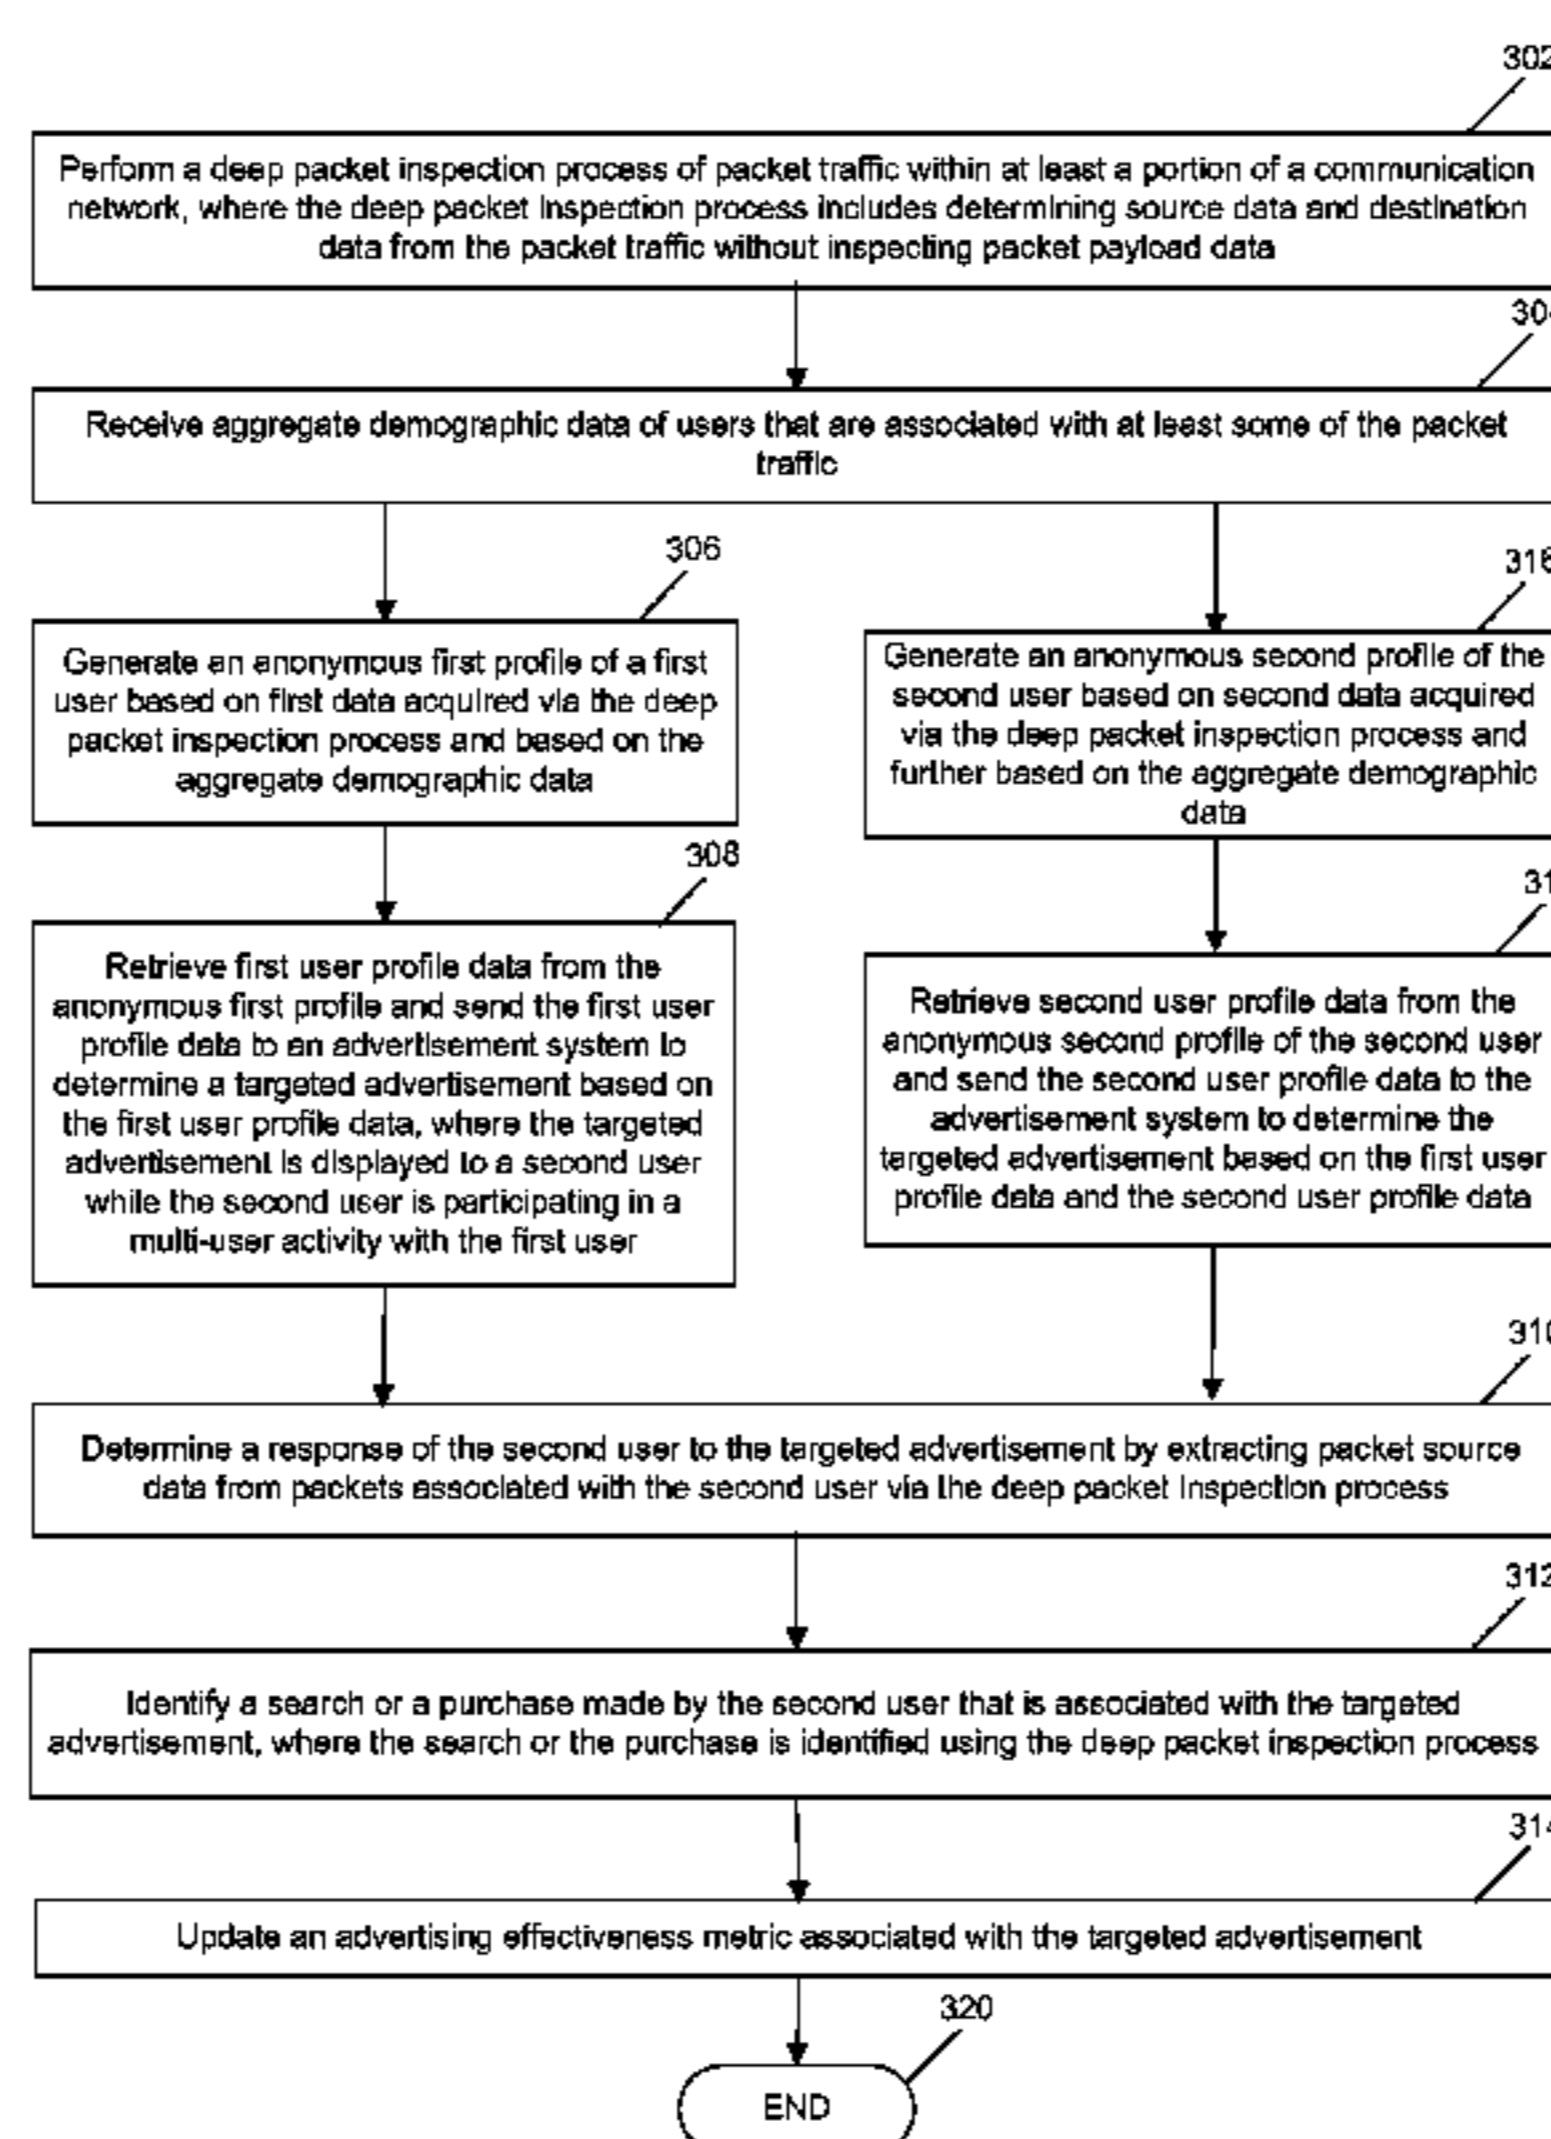 302
Perform a deep packet inspection process of packet traffic within at least a portion of a communication
network, where the deep packet inspection process includes determining source data and destination
data from the packet traffic without inspecting packet payload data
Receive aggregate demographic data of users that are associated with at least some of the packet
traffic
306
Generate an anonymous first profile of a first
user based on first data acquired via the deep
packet inspection process and based on the
aggregate demographic data
316
Generate an anonymous second profile of the
second user based on second data acquired
via the deep packet inspection process and
further based on the aggregate demographic
data
308
Retrieve first user profile data from the
anonymous first profile and send the first user
profile data to an advertisement system to
determine a targeted advertisement based on
the first user profile data, where the targeted
advertisement is displayed to a second user
while the second user is participating in a
multi-user activity with the first user
Retrieve second user profile data from the
anonymous second profile of the second user
and send the second user profile data to the
advertisement system to determine the
targeted advertisement based on the first user
profile data and the second user profile data
310
Determine a response of the second user to the targeted advertisement by extracting packet source
data from packets associated with the second user via the deep packet inspection process
312
Identify a search or a purchase made by the second user that is associated with the targeted
advertisement, where the search or the purchase is identified using the deep packet inspection process
314
Update an advertising effectiveness metric associated with the targeted advertisement
320
END